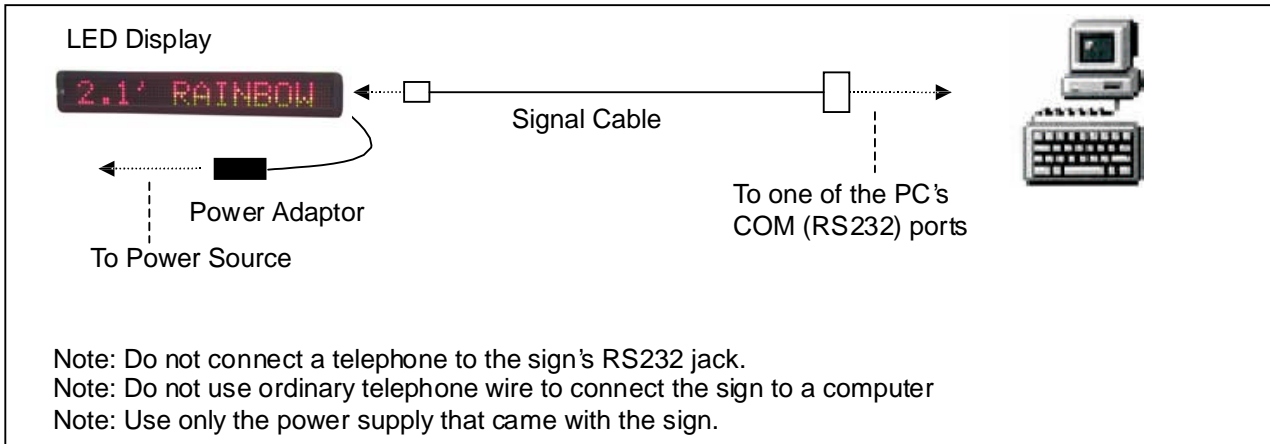 LED Display
2.1' RAINBOW
Signal Cable
To one of the PC's
COM (RS232) ports
Power Adaptor
To Power Source
Note: Do not connect a telephone to the sign's RS232 jack.
Note: Do not use ordinary telephone wire to connect the sign to a computer
Note: Use only the power supply that came with the sign.